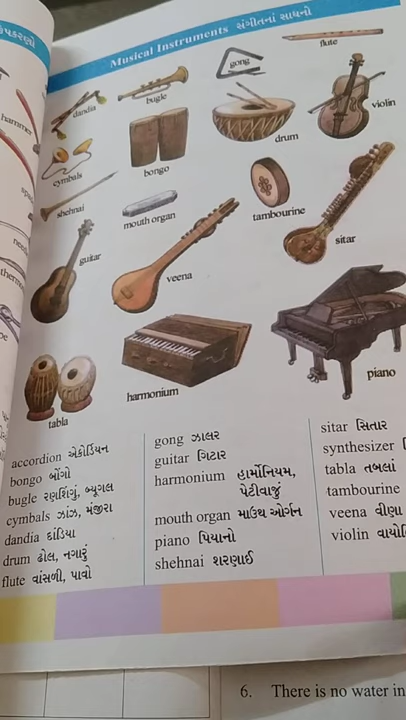 પકરણો
Musical Instruments સંગીતનાં સાધનો
hammer
dandia
bugle
gong
flute
violin
cymbals
bongo
drum
shehnai
mouth organ
tambourine
sitar
guitar
veena
harmonium
piano
tabla
accordion એકોર્ડિયન
bongo બોંગો
bugle રણશિંગું, બ્યૂગલ
cymbals ઝાંઝ, મંજીરા
dandia દાંડિયા
drum ઢોલ, નગારું
flute વાંસળી, પાવો
gong ઝાલર
guitar ગિટાર
harmonium હાર્મોનિયમ,
પેટીવાજું
mouth organ માઉથ ઓર્ગન
piano પિયાનો
shehnai શરણાઈ
sitar સિતાર
synthesizer
tabla તબલાં
tambourine
veena વીણા
violin
6. There is no water in